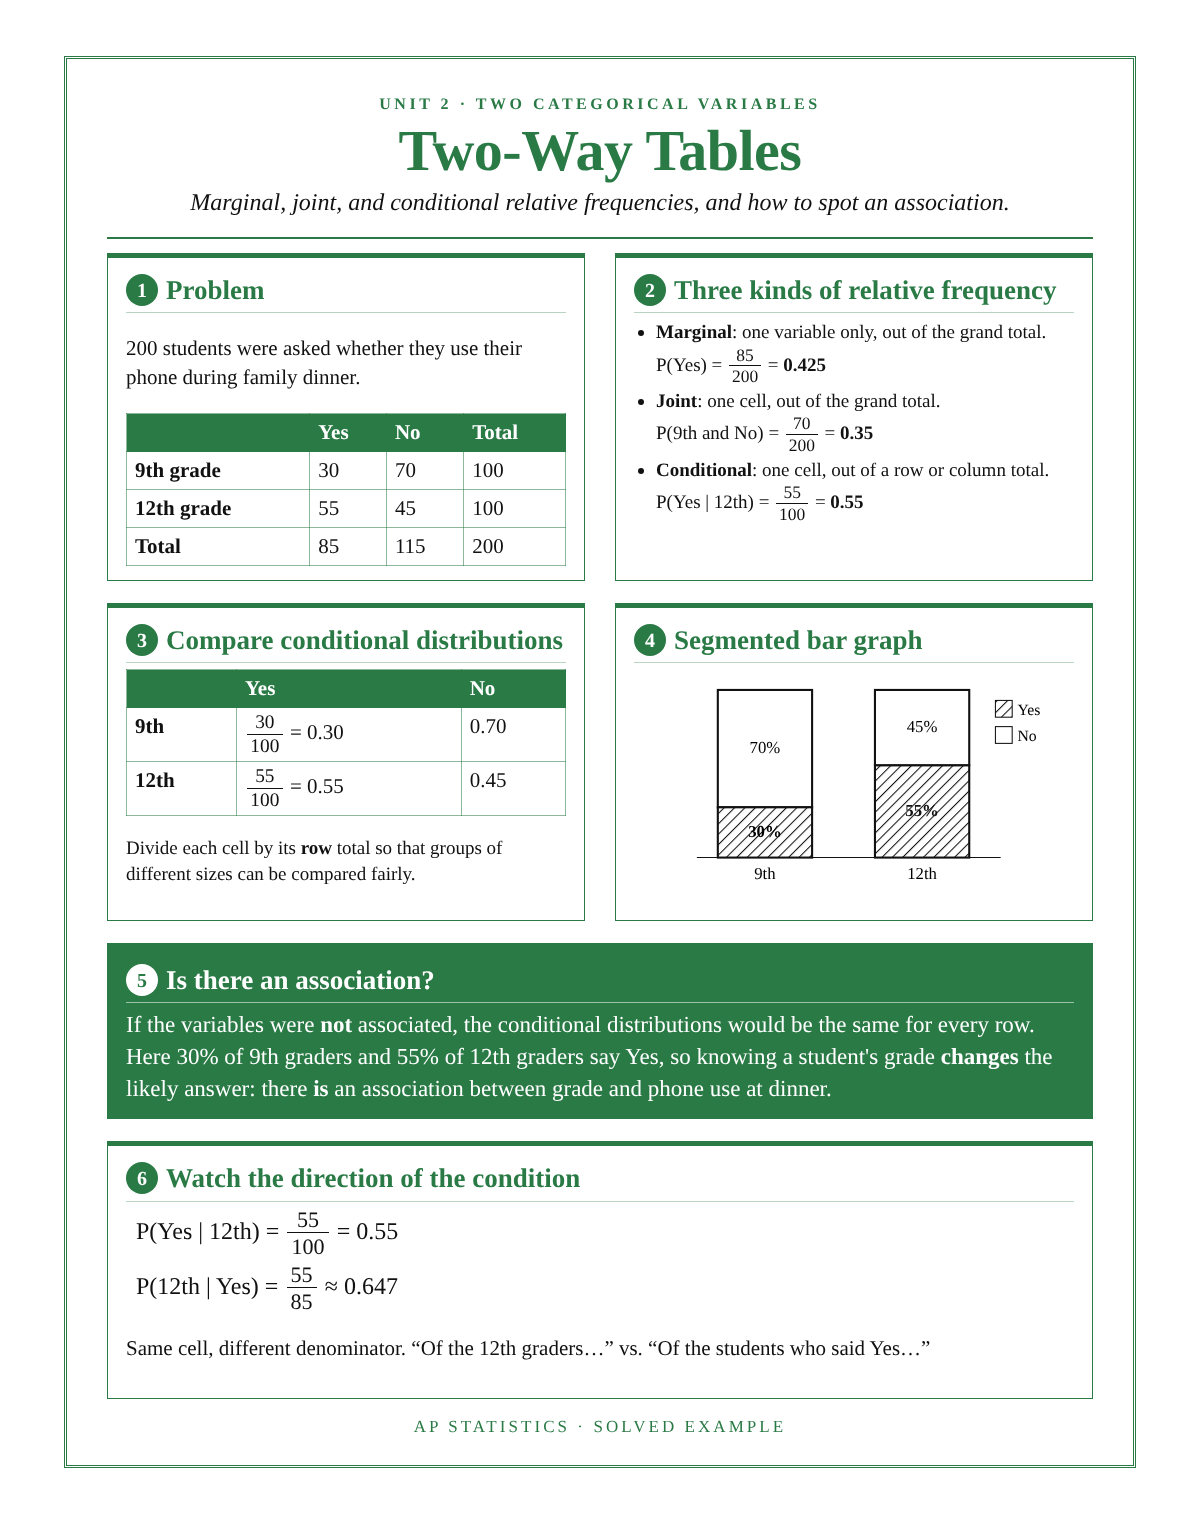 UNIT 2 · TWO CATEGORICAL VARIABLES
Two-Way Tables
Marginal, joint, and conditional relative frequencies, and how to spot an association.
1 Problem
200 students were asked whether they use their
phone during family dinner.
Yes No Total
9th grade 30 70 100
12th grade 55 45 100
Total 85 115 200
2 Three kinds of relative frequency
• Marginal: one variable only, out of the grand total.
P(Yes) = 85/200 = 0.425
• Joint: one cell, out of the grand total.
P(9th and No) = 70/200 = 0.35
• Conditional: one cell, out of a row or column total.
P(Yes | 12th) = 55/100 = 0.55
3 Compare conditional distributions
Yes No
9th 30/100 = 0.30 0.70
12th 55/100 = 0.55 0.45
Divide each cell by its row total so that groups of
different sizes can be compared fairly.
4 Segmented bar graph
70%
30%
45%
55%
9th 12th
Yes
No
5 Is there an association?
If the variables were not associated, the conditional distributions would be the same for every row.
Here 30% of 9th graders and 55% of 12th graders say Yes, so knowing a student's grade changes the
likely answer: there is an association between grade and phone use at dinner.
6 Watch the direction of the condition
P(Yes | 12th) = 55/100 = 0.55
P(12th | Yes) = 55/85 ≈ 0.647
Same cell, different denominator. “Of the 12th graders…” vs. “Of the students who said Yes…”
AP STATISTICS · SOLVED EXAMPLE